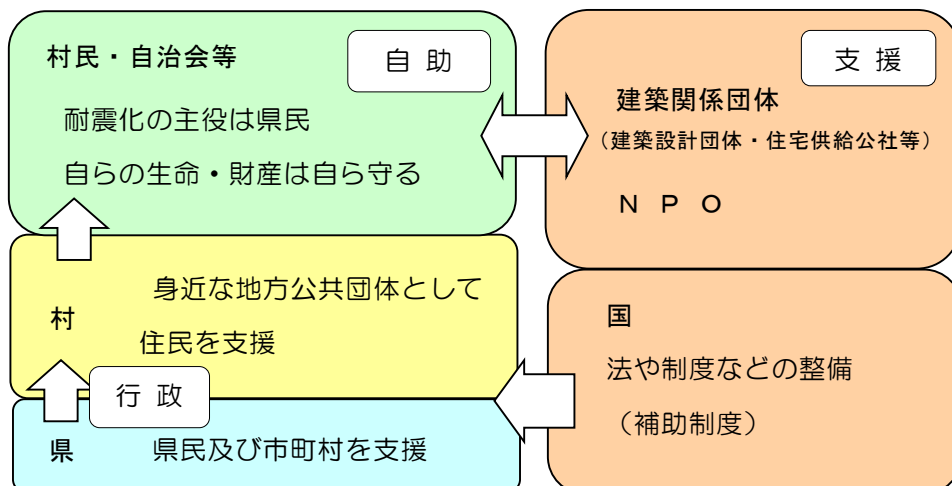 村民・自治会等
自 助
耐震化の主役は県民
自らの生命・財産は自ら守る
支 援
建築関係団体
（建築設計団体・住宅供給公社等）
ＮＰＯ
村
身近な地方公共団体として
住民を支援
行 政
県
県民及び市町村を支援
国
法や制度などの整備
（補助制度）